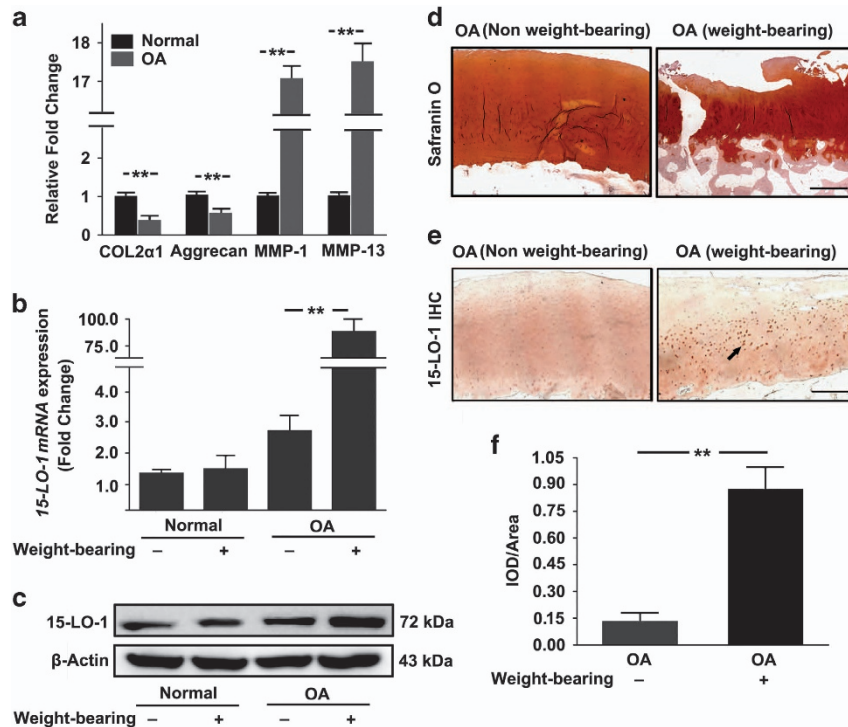 a
Normal
OA
Relative Fold Change
18
17
2
1
0
**
**
**
**
COL2α1 Aggrecan MMP-1 MMP-13
b
15-LO-1 mRNA expression
(Fold Change)
100.0
75.0
3.0
2.0
1.0
**
Normal OA
Weight-bearing – + – +
c
15-LO-1 72 kDa
β-Actin 43 kDa
Normal OA
Weight-bearing – + – +
d
OA (Non weight-bearing) OA (weight-bearing)
Safranin O
e
OA (Non weight-bearing) OA (weight-bearing)
15-LO-1 IHC
f
IOD/Area
1.05
0.90
0.75
0.60
0.45
0.30
0.15
0.00
**
OA OA
Weight-bearing – +